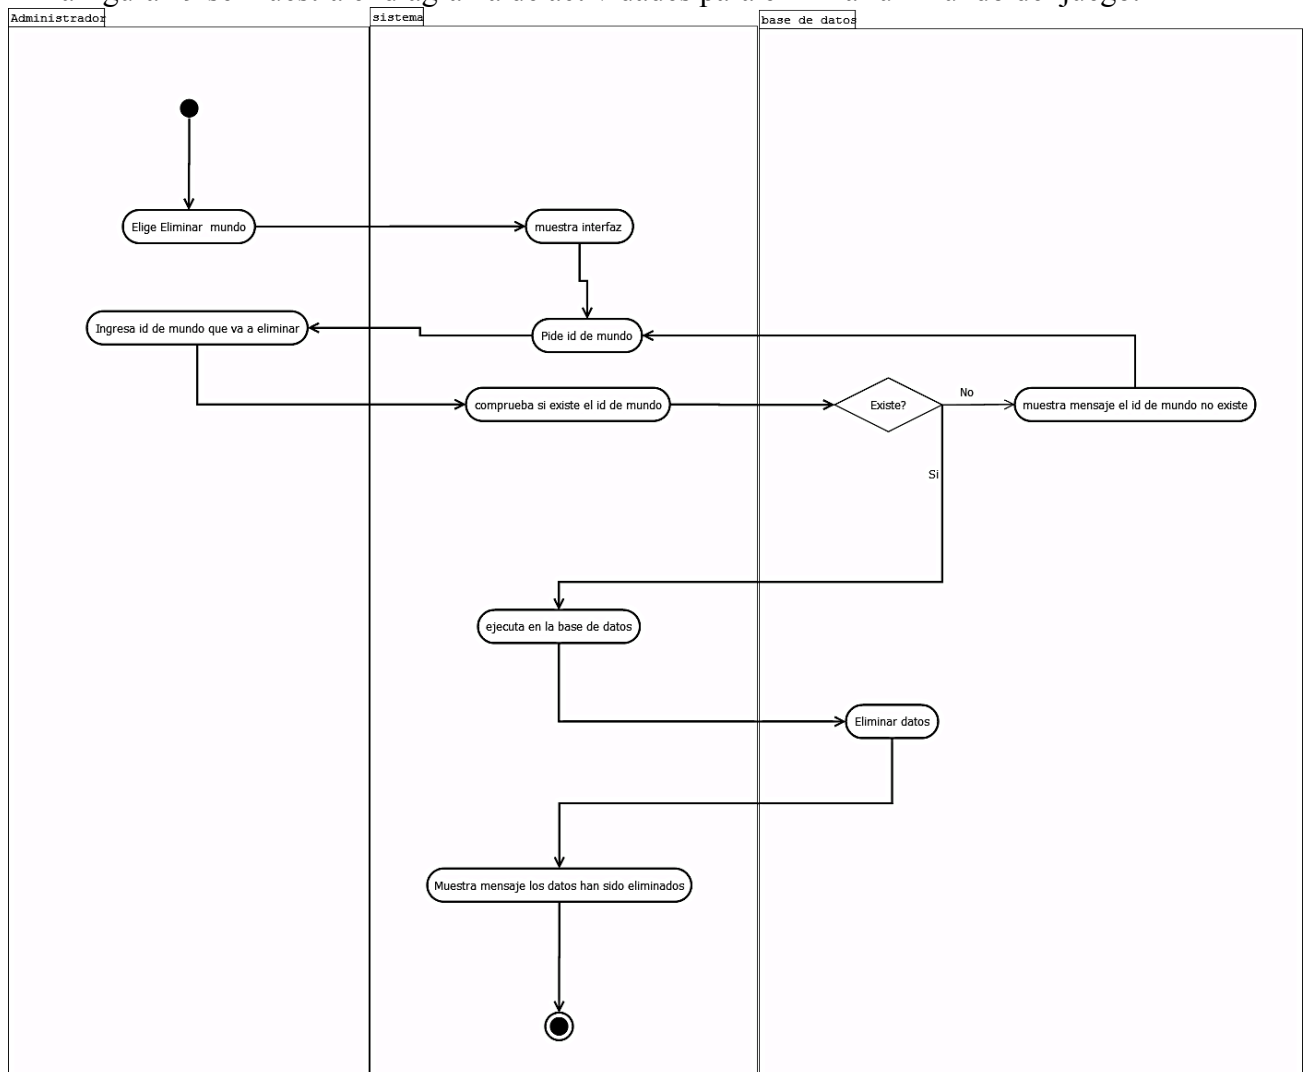 Administrador
sistema
base de datos
Elige Eliminar mundo
muestra interfaz
Ingresa id de mundo que va a eliminar
Pide id de mundo
comprueba si existe el id de mundo
Existe?
No
muestra mensaje el id de mundo no existe
Si
ejecuta en la base de datos
Eliminar datos
Muestra mensaje los datos han sido eliminados